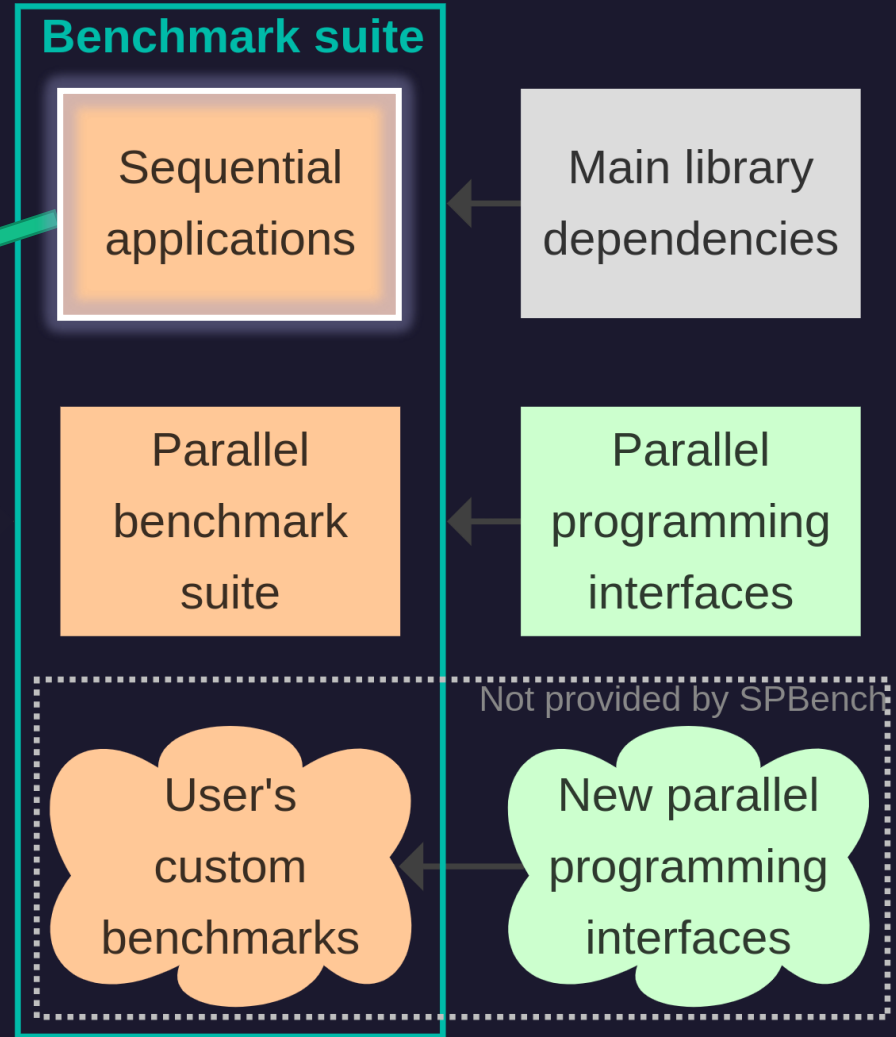 Benchmark suite
Sequential
applications
Main library
dependencies
Parallel
benchmark
suite
Parallel
programming
interfaces
Not provided by SPBench
User's
custom
benchmarks
New parallel
programming
interfaces